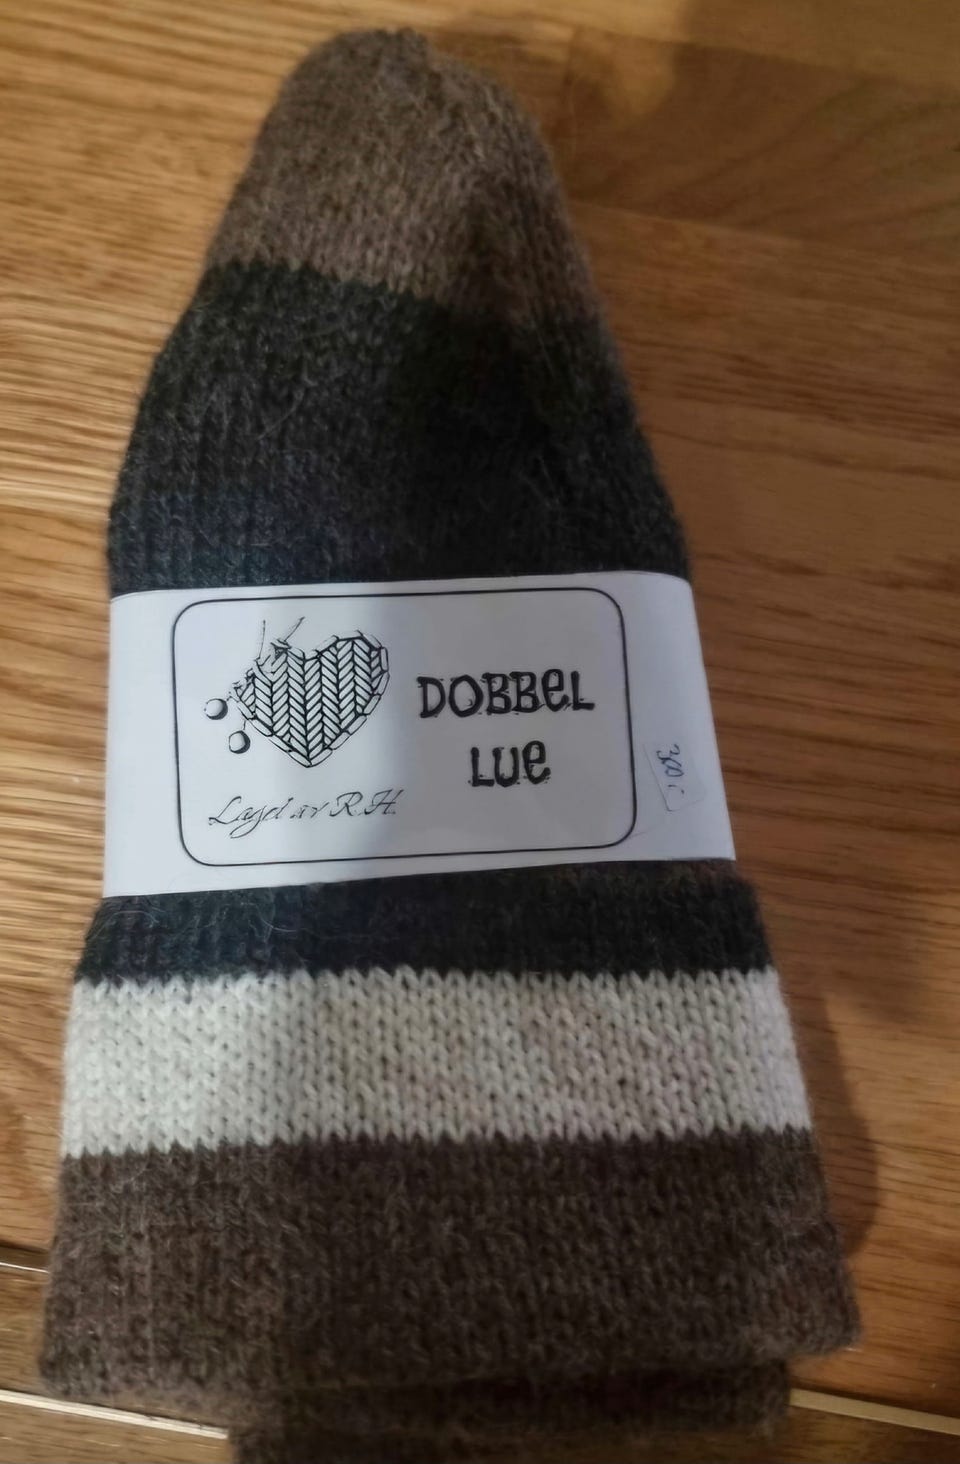 DOBBEL
LUE
Laget av R.H.
300,-